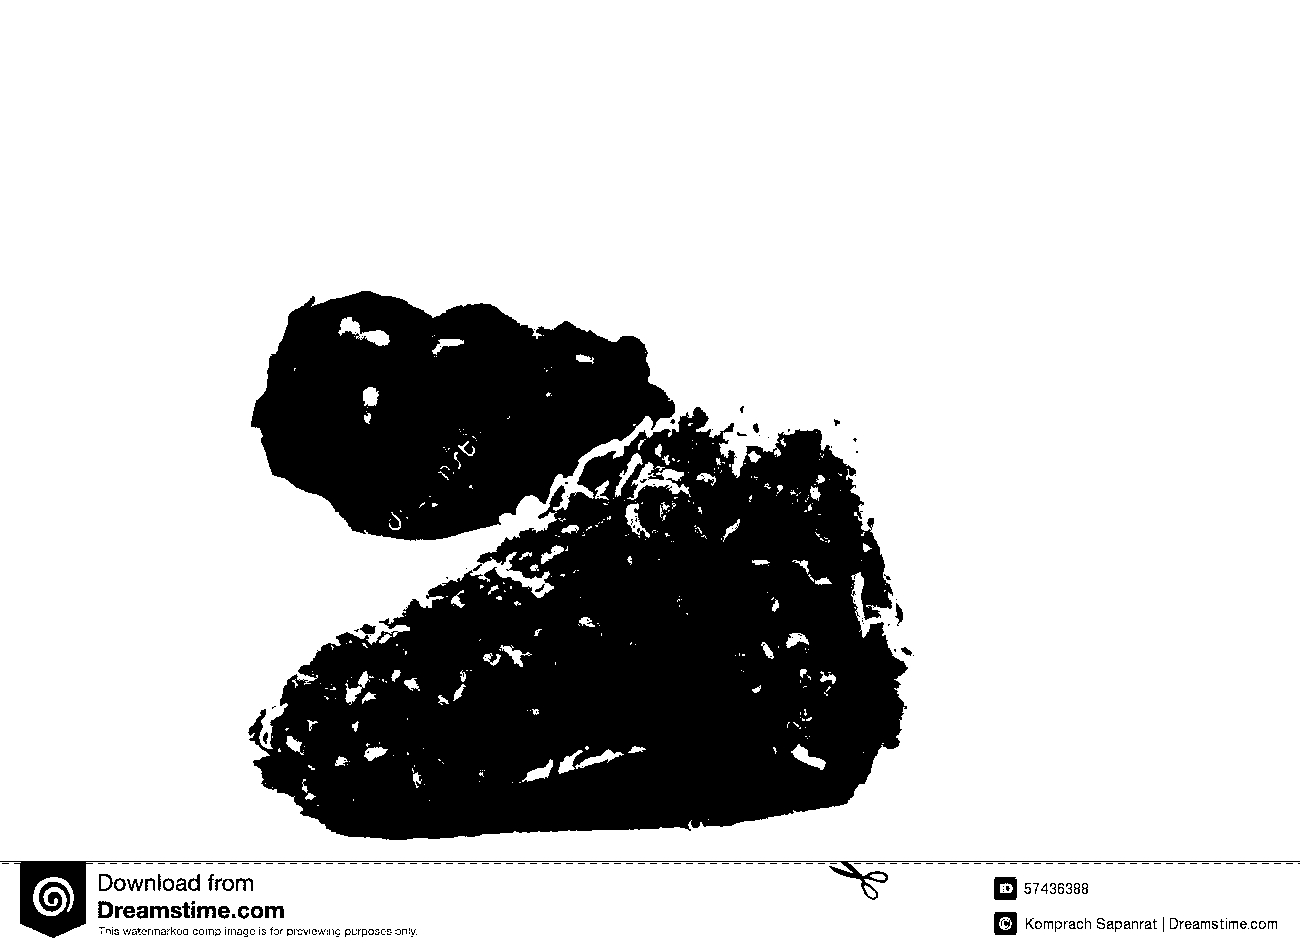 Download from
Dreamstime.com
This watermarked comp image is for previewing purposes only.
ID 57436388
© Komprach Sapanrat | Dreamstime.com